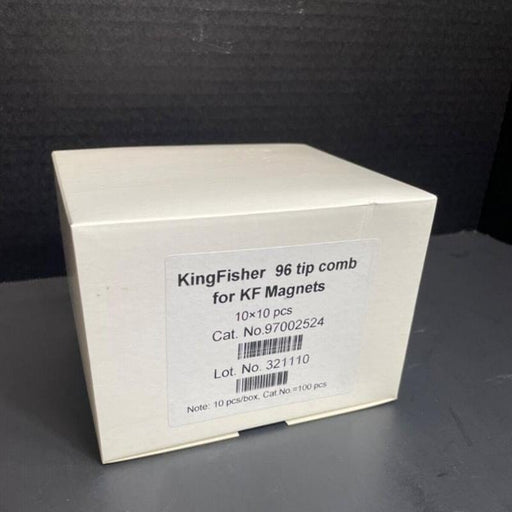 KingFisher 96 tip comb
for KF Magnets
10×10 pcs
Cat. No.97002524
Lot. No. 321110
Note: 10 pcs/box, Cat.No.=100 pcs